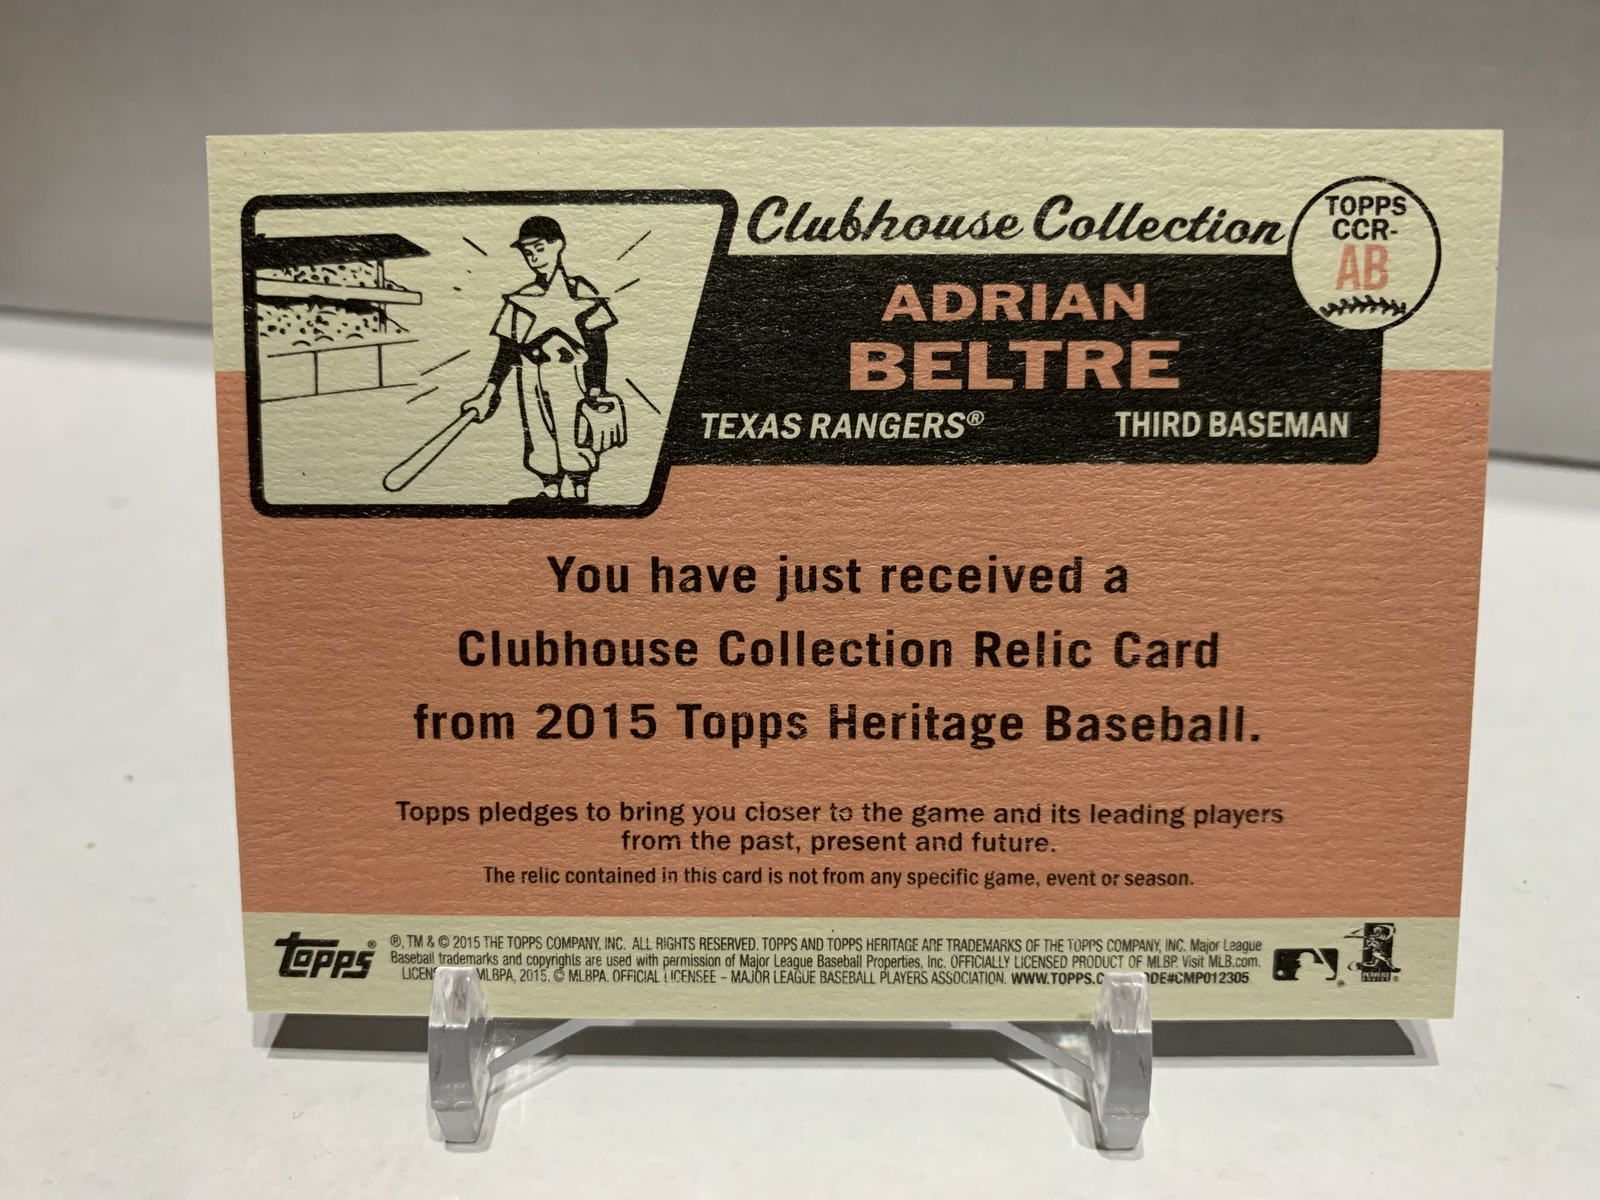 Clubhouse Collection
TOPPS
CCR-
AB
ADRIAN
BELTRE
TEXAS RANGERS®
THIRD BASEMAN
You have just received a
Clubhouse Collection Relic Card
from 2015 Topps Heritage Baseball.
Topps pledges to bring you closer to the game and its leading players
from the past, present and future.
The relic contained in this card is not from any specific game, event or season.
Topps®
®, TM & © 2015 THE TOPPS COMPANY, INC. ALL RIGHTS RESERVED. TOPPS AND TOPPS HERITAGE ARE TRADEMARKS OF THE TOPPS COMPANY, INC. Major League
Baseball trademarks and copyrights are used with permission of Major League Baseball Properties, Inc. OFFICIALLY LICENSED PRODUCT OF MLBP. Visit MLB.com.
MLBPA, 2015. © MLBPA. OFFICIAL LICENSEE – MAJOR LEAGUE BASEBALL PLAYERS ASSOCIATION. WWW.TOPPS.C DE#CMP012305